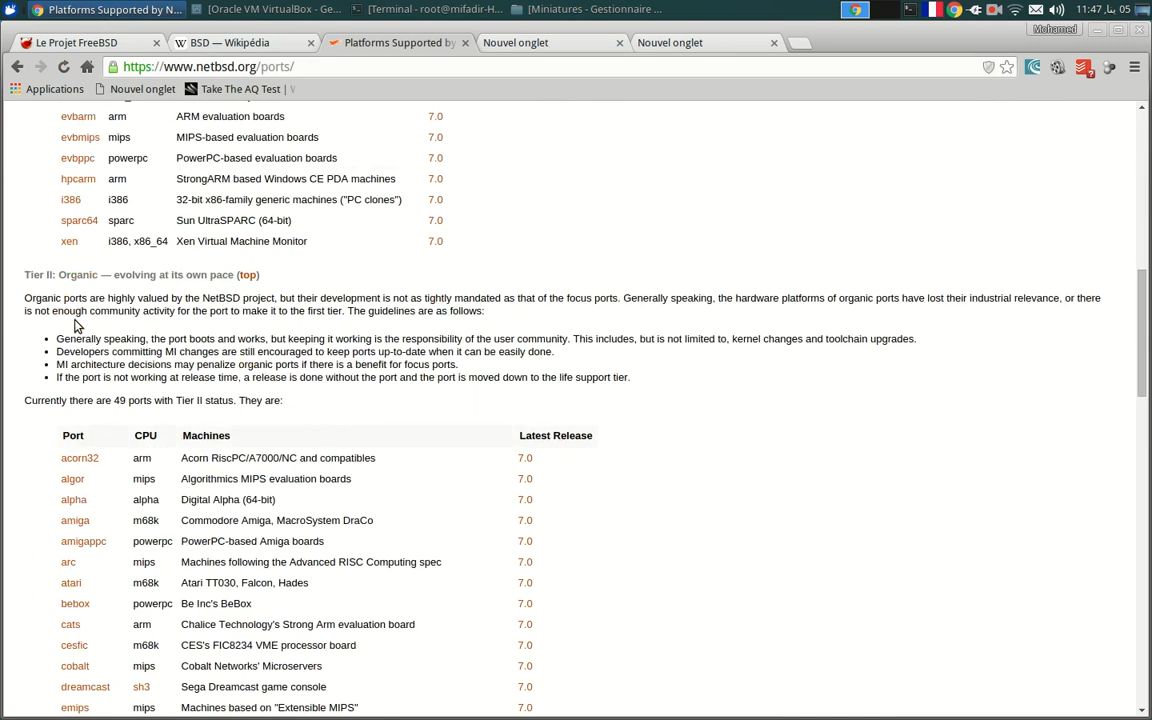 Platforms Supported by N...
[Oracle VM VirtualBox - Ge...
[Terminal - root@mifadir-H...
[Miniatures - Gestionnaire ...
11:47 ,يناير 05
Le Projet FreeBSD
BSD — Wikipédia
Platforms Supported by
Nouvel onglet
Nouvel onglet
Mohamed
https://www.netbsd.org/ports/
Applications
Nouvel onglet
Take The AQ Test |
evbarm arm ARM evaluation boards 7.0
evbmips mips MIPS-based evaluation boards 7.0
evbppc powerpc PowerPC-based evaluation boards 7.0
hpcarm arm StrongARM based Windows CE PDA machines 7.0
i386 i386 32-bit x86-family generic machines ("PC clones") 7.0
sparc64 sparc Sun UltraSPARC (64-bit) 7.0
xen i386, x86_64 Xen Virtual Machine Monitor 7.0
Tier II: Organic — evolving at its own pace (top)
Organic ports are highly valued by the NetBSD project, but their development is not as tightly mandated as that of the focus ports. Generally speaking, the hardware platforms of organic ports have lost their industrial relevance, or there
is not enough community activity for the port to make it to the first tier. The guidelines are as follows:
• Generally speaking, the port boots and works, but keeping it working is the responsibility of the user community. This includes, but is not limited to, kernel changes and toolchain upgrades.
• Developers committing MI changes are still encouraged to keep ports up-to-date when it can be easily done.
• MI architecture decisions may penalize organic ports if there is a benefit for focus ports.
• If the port is not working at release time, a release is done without the port and the port is moved down to the life support tier.
Currently there are 49 ports with Tier II status. They are:
Port CPU Machines Latest Release
acorn32 arm Acorn RiscPC/A7000/NC and compatibles 7.0
algor mips Algorithmics MIPS evaluation boards 7.0
alpha alpha Digital Alpha (64-bit) 7.0
amiga m68k Commodore Amiga, MacroSystem DraCo 7.0
amigappc powerpc PowerPC-based Amiga boards 7.0
arc mips Machines following the Advanced RISC Computing spec 7.0
atari m68k Atari TT030, Falcon, Hades 7.0
bebox powerpc Be Inc's BeBox 7.0
cats arm Chalice Technology's Strong Arm evaluation board 7.0
cesfic m68k CES's FIC8234 VME processor board 7.0
cobalt mips Cobalt Networks' Microservers 7.0
dreamcast sh3 Sega Dreamcast game console 7.0
emips mips Machines based on "Extensible MIPS" 7.0